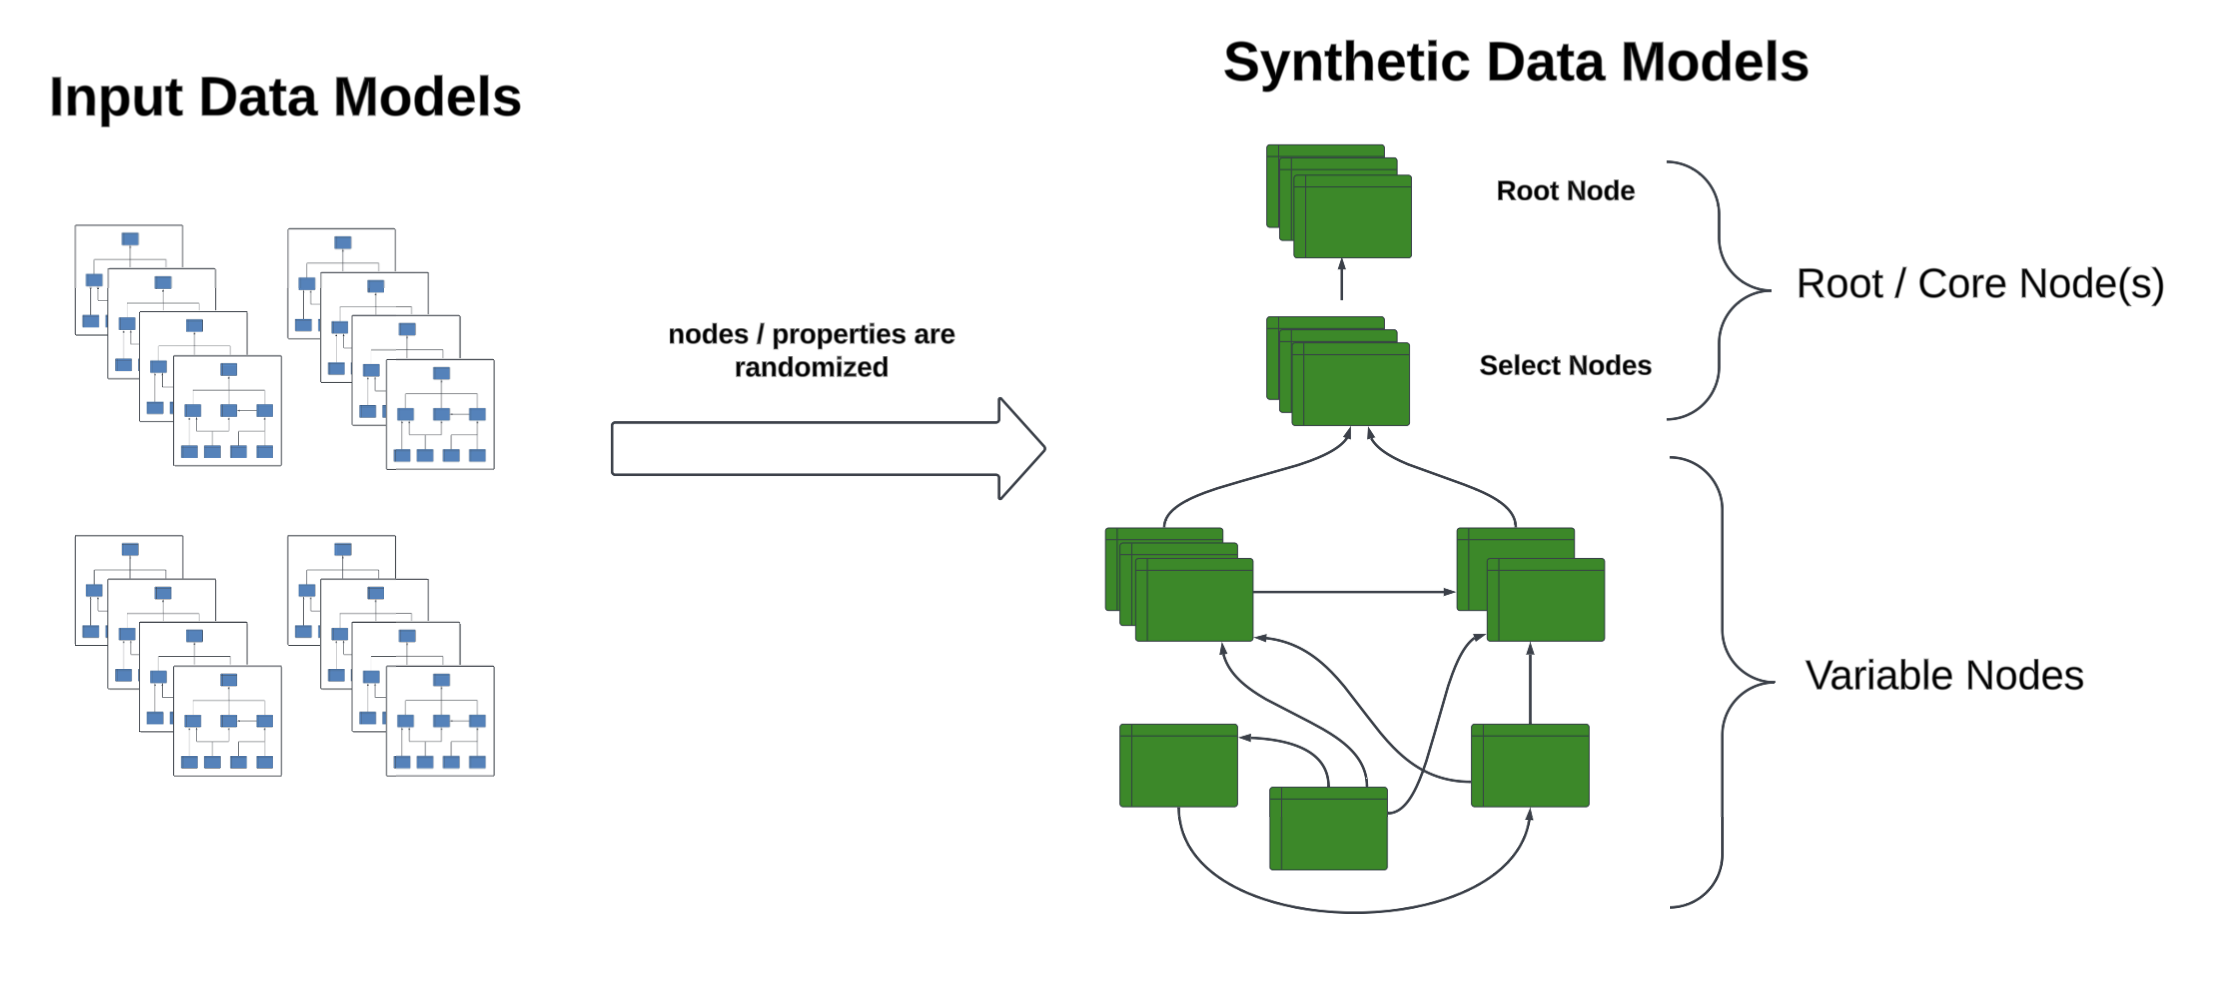 Input Data Models
Synthetic Data Models
nodes / properties are
randomized
Root Node
Select Nodes
Root / Core Node(s)
Variable Nodes